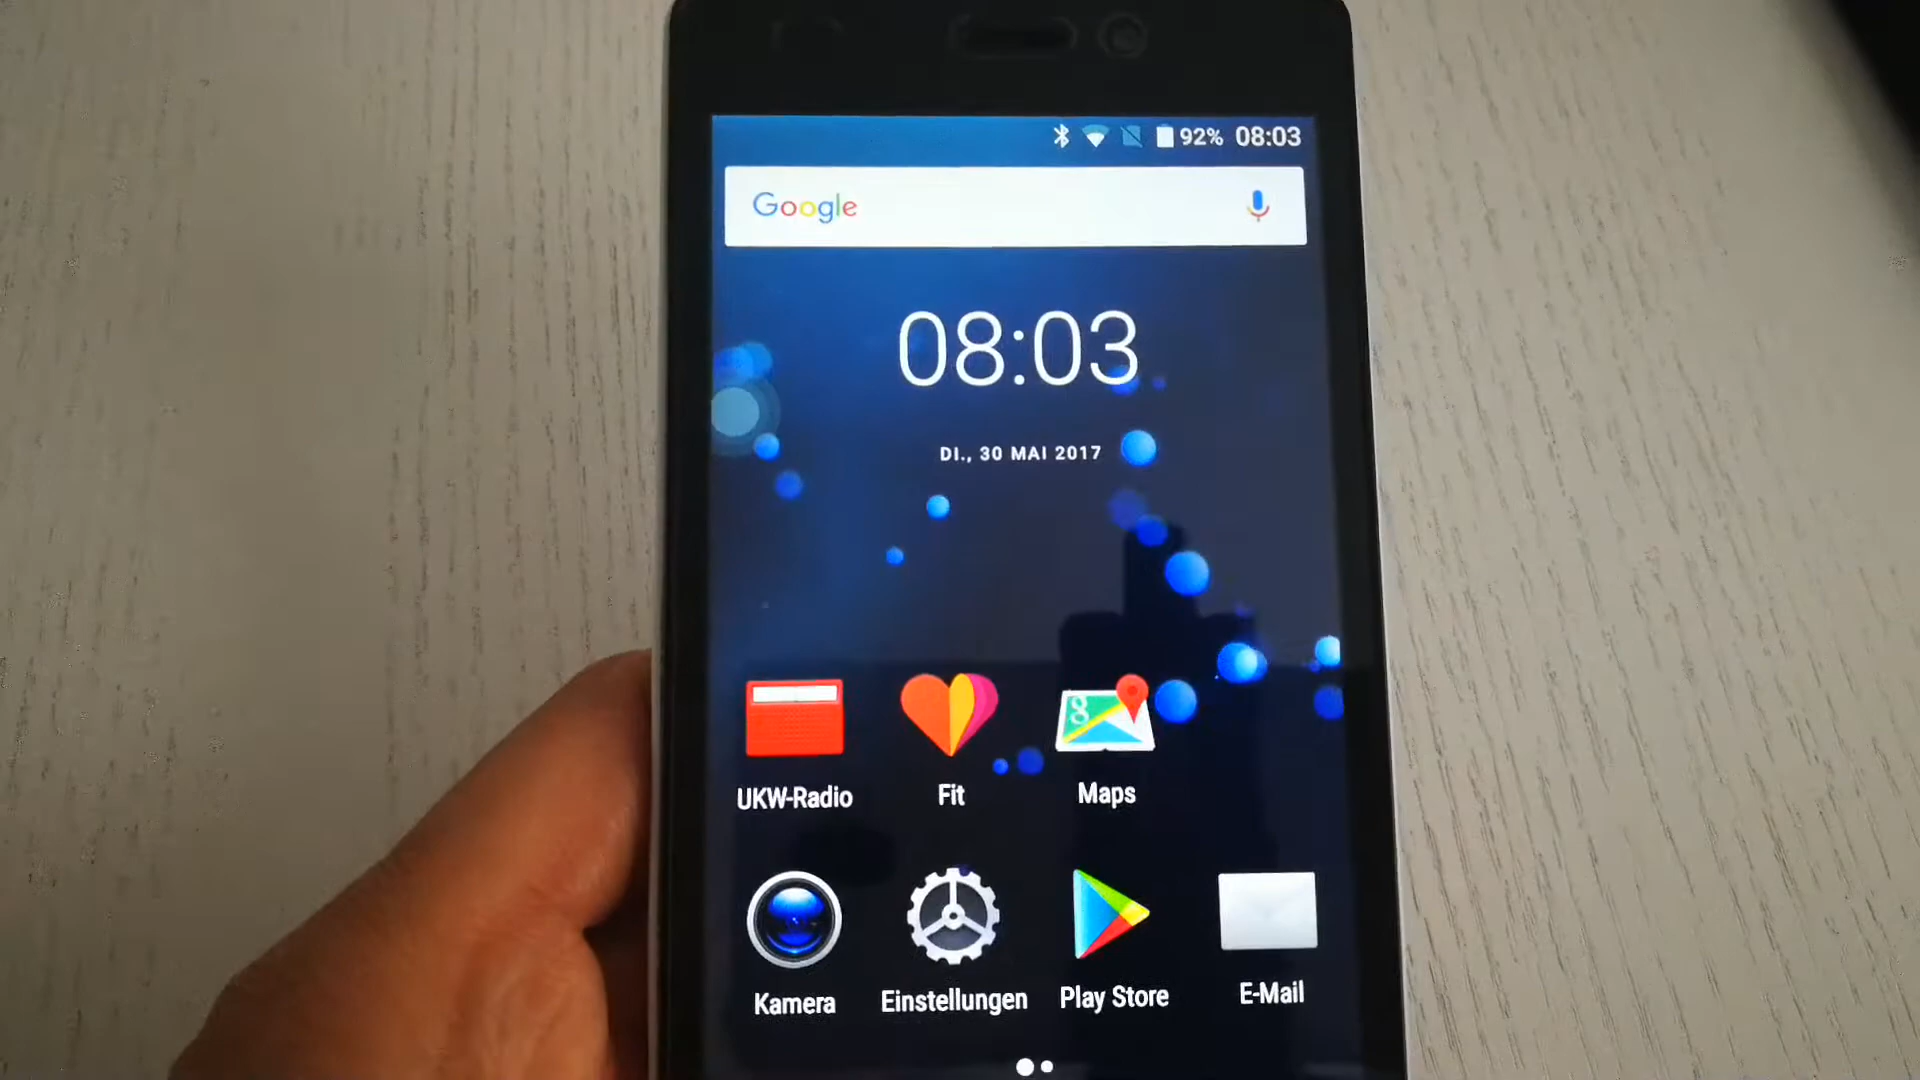 92% 08:03
Google
08:03
DI., 30 MAI 2017
UKW-Radio Fit Maps
Kamera Einstellungen Play Store E-Mail